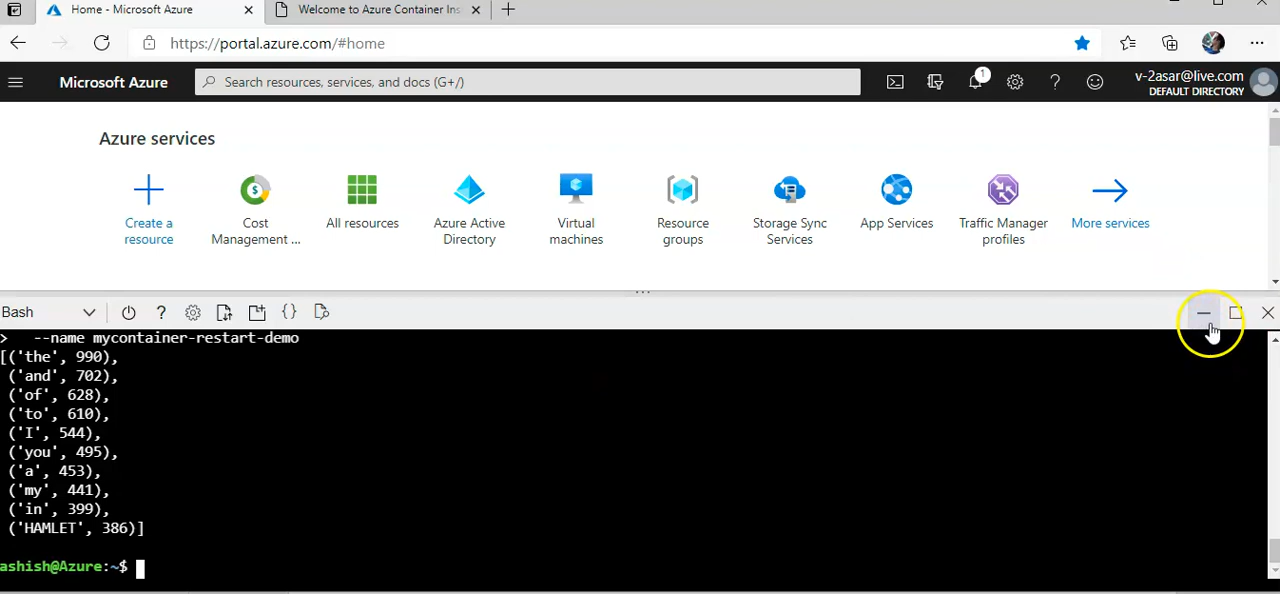 Home - Microsoft Azure
Welcome to Azure Container Ins
https://portal.azure.com/#home
Microsoft Azure
Search resources, services, and docs (G+/)
1
v-2asar@live.com
DEFAULT DIRECTORY
Azure services
Create a resource
Cost Management ...
All resources
Azure Active Directory
Virtual machines
Resource groups
Storage Sync Services
App Services
Traffic Manager profiles
More services
Bash
>   --name mycontainer-restart-demo
[('the', 990),
('and', 702),
('of', 628),
('to', 610),
('I', 544),
('you', 495),
('a', 453),
('my', 441),
('in', 399),
('HAMLET', 386)]
ashish@Azure:~$